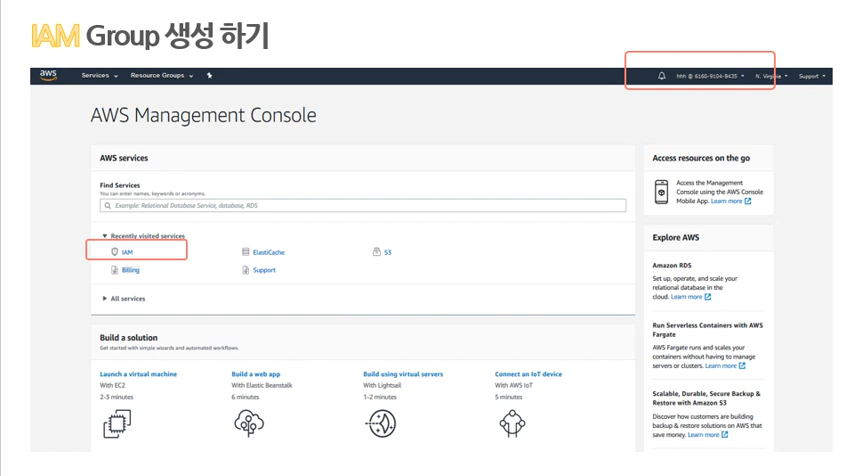 IAM Group 생성 하기
aws Services Resource Groups hhh @ 6160-9104-8435 N. Virginia Support
AWS Management Console
AWS services
Find Services
You can enter names, keywords or acronyms.
Example: Relational Database Service, database, RDS
Recently visited services
IAM ElastiCache S3
Billing Support
All services
Build a solution
Get started with simple wizards and automated workflows.
Launch a virtual machine
With EC2
2-3 minutes
Build a web app
With Elastic Beanstalk
6 minutes
Build using virtual servers
With Lightsail
1-2 minutes
Connect an IoT device
With AWS IoT
5 minutes
Access resources on the go
Access the Management
Console using the AWS Console
Mobile App. Learn more
Explore AWS
Amazon RDS
Set up, operate, and scale your
relational database in the
cloud. Learn more
Run Serverless Containers with AWS
Fargate
AWS Fargate runs and scales your
containers without having to manage
servers or clusters. Learn more
Scalable, Durable, Secure Backup &
Restore with Amazon S3
Discover how customers are building
backup & restore solutions on AWS that
save money. Learn more